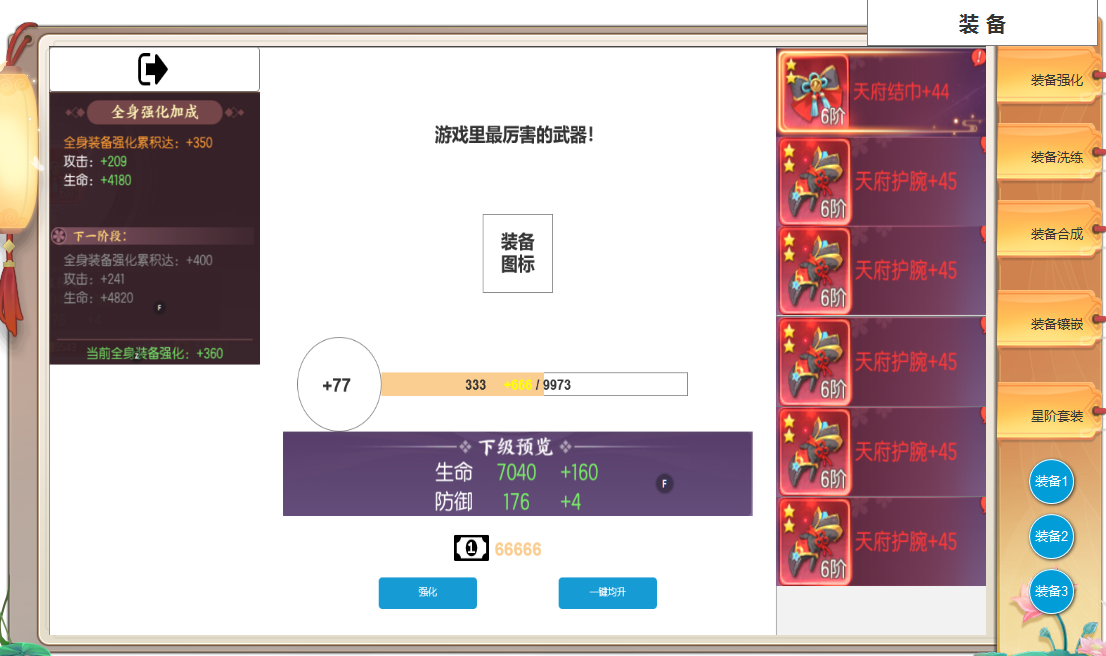 装 备
全身强化加成
全身装备强化累积达：+350
攻击：+209
生命：+4180
下一阶段：
全身装备强化累积达：+400
攻击：+241
生命：+4820
F
当前全身装备强化：+360
游戏里最厉害的武器！
装备
图标
+77
333 +666 / 9973
下级预览
生命 7040 +160
防御 176 +4
F
1 66666
强化
一键均升
天府结巾+44
6阶
天府护腕+45
6阶
天府护腕+45
6阶
天府护腕+45
6阶
天府护腕+45
6阶
天府护腕+45
6阶
装备强化
装备洗练
装备合成
装备镶嵌
星阶套装
装备1
装备2
装备3